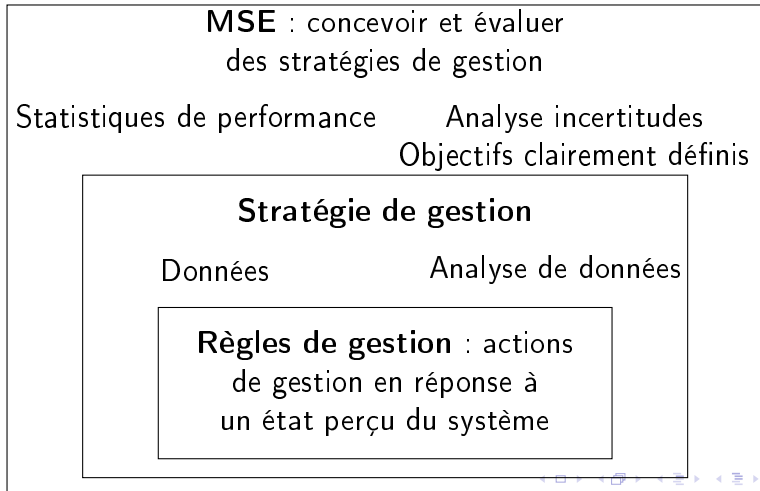 MSE : concevoir et évaluer
des stratégies de gestion
Statistiques de performance
Analyse incertitudes
Objectifs clairement définis
Stratégie de gestion
Données
Analyse de données
Règles de gestion : actions
de gestion en réponse à
un état perçu du système